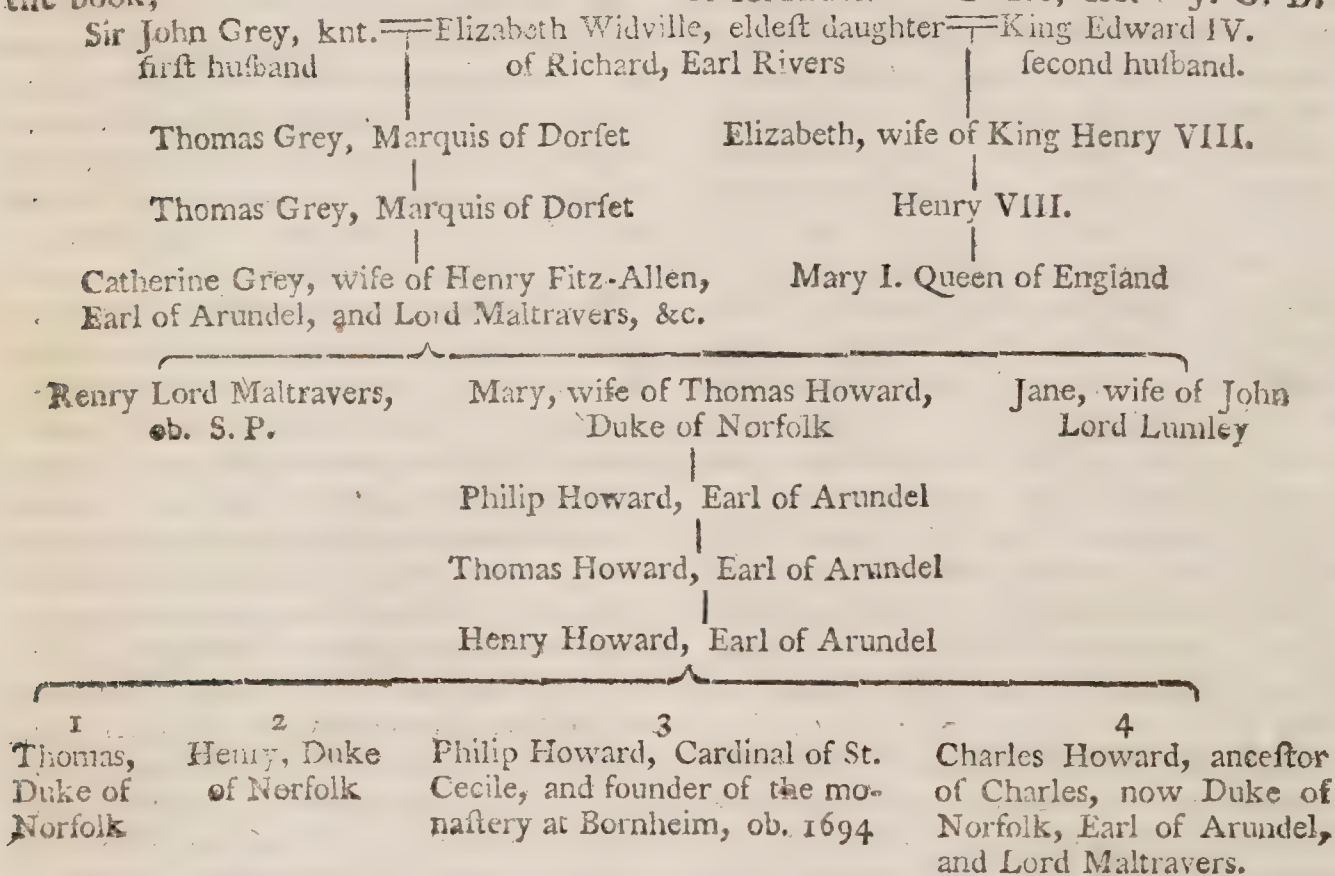 the book,
Sir John Grey, knt. Elizabeth Widville, eldeſt daughter King Edward IV.
firſt huſband of Richard, Earl Rivers ſecond huſband.
Thomas Grey, Marquis of Dorſet Elizabeth, wife of King Henry VIII.
Thomas Grey, Marquis of Dorſet Henry VIII.
Catherine Grey, wife of Henry Fitz-Allen, Mary I. Queen of England
Earl of Arundel, and Lord Maltravers, &c.
Renry Lord Maltravers, Mary, wife of Thomas Howard, Jane, wife of John
ob. S. P. Duke of Norfolk Lord Lumley
Philip Howard, Earl of Arundel
Thomas Howard, Earl of Arundel
Henry Howard, Earl of Arundel
1 2 3 4
Thomas, Henry, Duke Philip Howard, Cardinal of St. Charles Howard, anceſtor
Duke of of Norfolk Cecile, and founder of the mo- of Charles, now Duke of
Norfolk naſtery at Bornheim, ob. 1694 Norfolk, Earl of Arundel,
and Lord Maltravers.